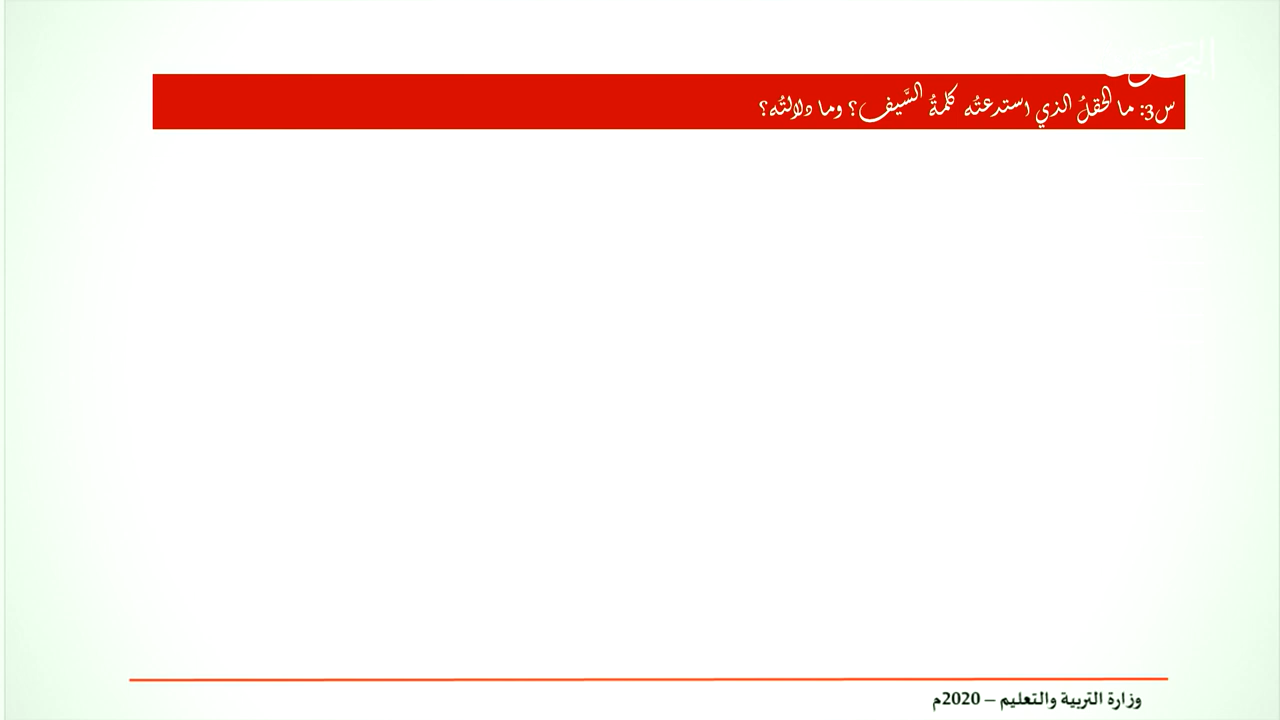 س3: ما الحقلُ الذي استدعتْه كلمةُ السَّيف؟ وما دلالتُه؟
وزارة التربية والتعليم – 2020م